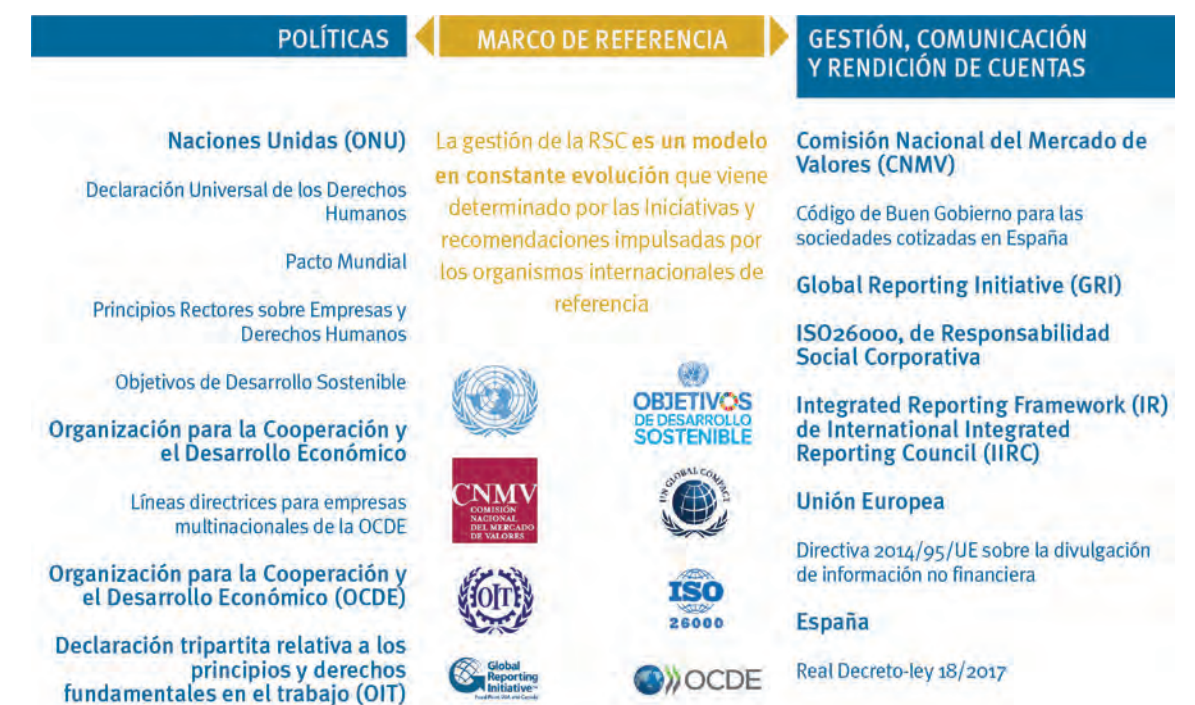 POLÍTICAS
MARCO DE REFERENCIA
GESTIÓN, COMUNICACIÓN
Y RENDICIÓN DE CUENTAS
Naciones Unidas (ONU)
Declaración Universal de los Derechos
Humanos
Pacto Mundial
Principios Rectores sobre Empresas y
Derechos Humanos
Objetivos de Desarrollo Sostenible
Organización para la Cooperación y
el Desarrollo Económico
Líneas directrices para empresas
multinacionales de la OCDE
Organización para la Cooperación y
el Desarrollo Económico (OCDE)
Declaración tripartita relativa a los
principios y derechos
fundamentales en el trabajo (OIT)
La gestión de la RSC es un modelo
en constante evolución que viene
determinado por las Iniciativas y
recomendaciones impulsadas por
los organismos internacionales de
referencia
OBJETIVOS
DE DESARROLLO
SOSTENIBLE
CNMV
COMISIÓN
NACIONAL
DEL MERCADO
DE VALORES
UN GLOBAL COMPACT
OIT
ISO
26000
Global
Reporting
Initiative™
OCDE
Comisión Nacional del Mercado de
Valores (CNMV)
Código de Buen Gobierno para las
sociedades cotizadas en España
Global Reporting Initiative (GRI)
ISO26000, de Responsabilidad
Social Corporativa
Integrated Reporting Framework (IR)
de International Integrated
Reporting Council (IIRC)
Unión Europea
Directiva 2014/95/UE sobre la divulgación
de información no financiera
España
Real Decreto-ley 18/2017